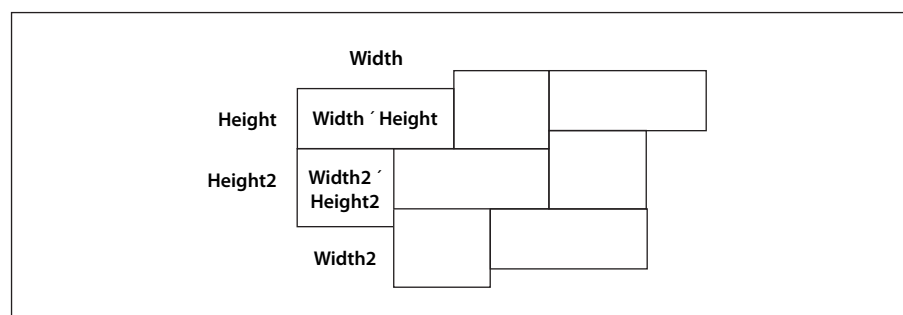 Width
Height
Width ´ Height
Height2
Width2 ´
Height2
Width2